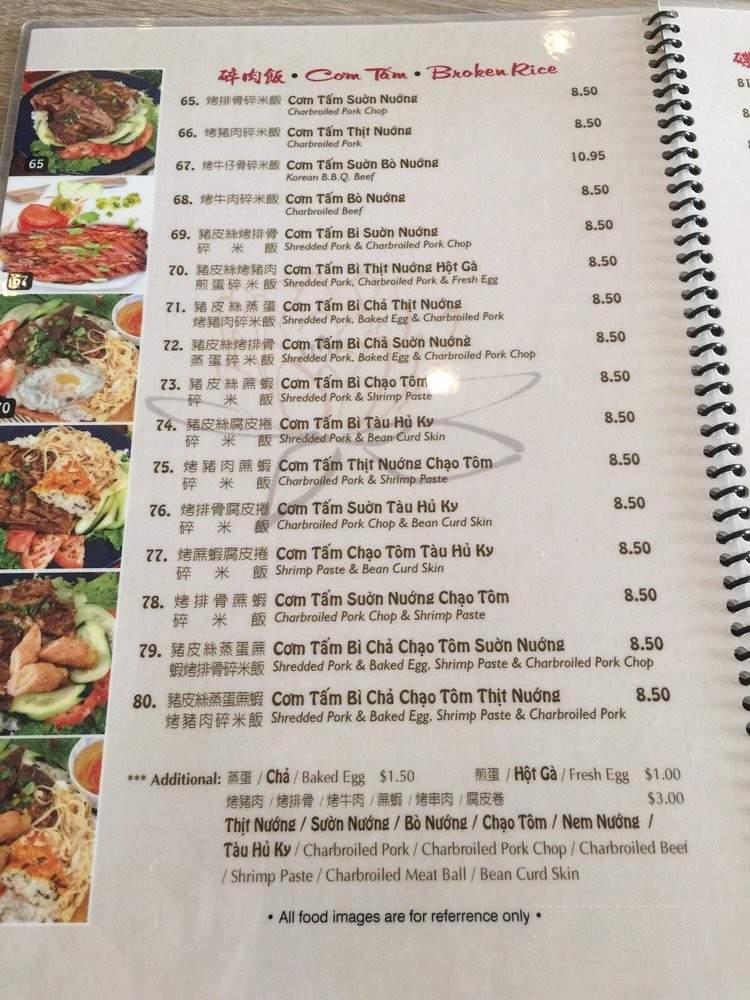 碎肉飯 • Cơm Tấm • Broken Rice
65. 烤排骨碎米飯 Cơm Tấm Sườn Nướng 8.50
Charbroiled Pork Chop
66. 烤豬肉碎米飯 Cơm Tấm Thịt Nướng 8.50
Charbroiled Pork
67. 烤牛仔骨碎米飯 Cơm Tấm Sườn Bò Nướng 10.95
Korean B.B.Q. Beef
68. 烤牛肉碎米飯 Cơm Tấm Bò Nướng 8.50
Charbroiled Beef
69. 豬皮絲烤排骨 Cơm Tấm Bì Sườn Nướng 8.50
碎米飯 Shredded Pork & Charbroiled Pork Chop
70. 豬皮絲烤豬肉 Cơm Tấm Bì Thịt Nướng Hột Gà 8.50
煎蛋碎米飯 Shredded Pork, Charbroiled Pork & Fresh Egg
71. 豬皮絲蒸蛋 Cơm Tấm Bì Chả Thịt Nướng 8.50
烤豬肉碎米飯 Shredded Pork, Baked Egg & Charbroiled Pork
72. 豬皮絲烤排骨 Cơm Tấm Bì Chả Sườn Nướng 8.50
蒸蛋碎米飯 Shredded Pork, Baked Egg & Charbroiled Pork Chop
73. 豬皮絲蔗蝦 Cơm Tấm Bì Chạo Tôm 8.50
碎米飯 Shredded Pork & Shrimp Paste
74. 豬皮絲腐皮捲 Cơm Tấm Bì Tàu Hủ Ky 8.50
碎米飯 Shredded Pork & Bean Curd Skin
75. 烤豬肉蔗蝦 Cơm Tấm Thịt Nướng Chạo Tôm 8.50
碎米飯 Charbroiled Pork & Shrimp Paste
76. 烤排骨腐皮捲 Cơm Tấm Sườn Tàu Hủ Ky 8.50
碎米飯 Charbroiled Pork Chop & Bean Curd Skin
77. 烤蔗蝦腐皮捲 Cơm Tấm Chạo Tôm Tàu Hủ Ky 8.50
碎米飯 Shrimp Paste & Bean Curd Skin
78. 烤排骨蔗蝦 Cơm Tấm Sườn Nướng Chạo Tôm 8.50
碎米飯 Charbroiled Pork Chop & Shrimp Paste
79. 豬皮絲蒸蛋蔗 Cơm Tấm Bì Chả Chạo Tôm Sườn Nướng 8.50
蝦烤排骨碎米飯 Shredded Pork & Baked Egg, Shrimp Paste & Charbroiled Pork Chop
80. 豬皮絲蒸蛋蔗蝦 Cơm Tấm Bì Chả Chạo Tôm Thịt Nướng 8.50
烤豬肉碎米飯 Shredded Pork & Baked Egg, Shrimp Paste & Charbroiled Pork
*** Additional: 蒸蛋 / Chả / Baked Egg $1.50 煎蛋 / Hột Gà / Fresh Egg $1.00
烤豬肉 / 烤排骨 / 烤牛肉 / 蔗蝦 / 烤串肉 / 腐皮卷 $3.00
Thịt Nướng / Sườn Nướng / Bò Nướng / Chạo Tôm / Nem Nướng /
Tàu Hủ Ky / Charbroiled Pork / Charbroiled Pork Chop / Charbroiled Beef
/ Shrimp Paste / Charbroiled Meat Ball / Bean Curd Skin
• All food images are for referrence only •
65
67
70